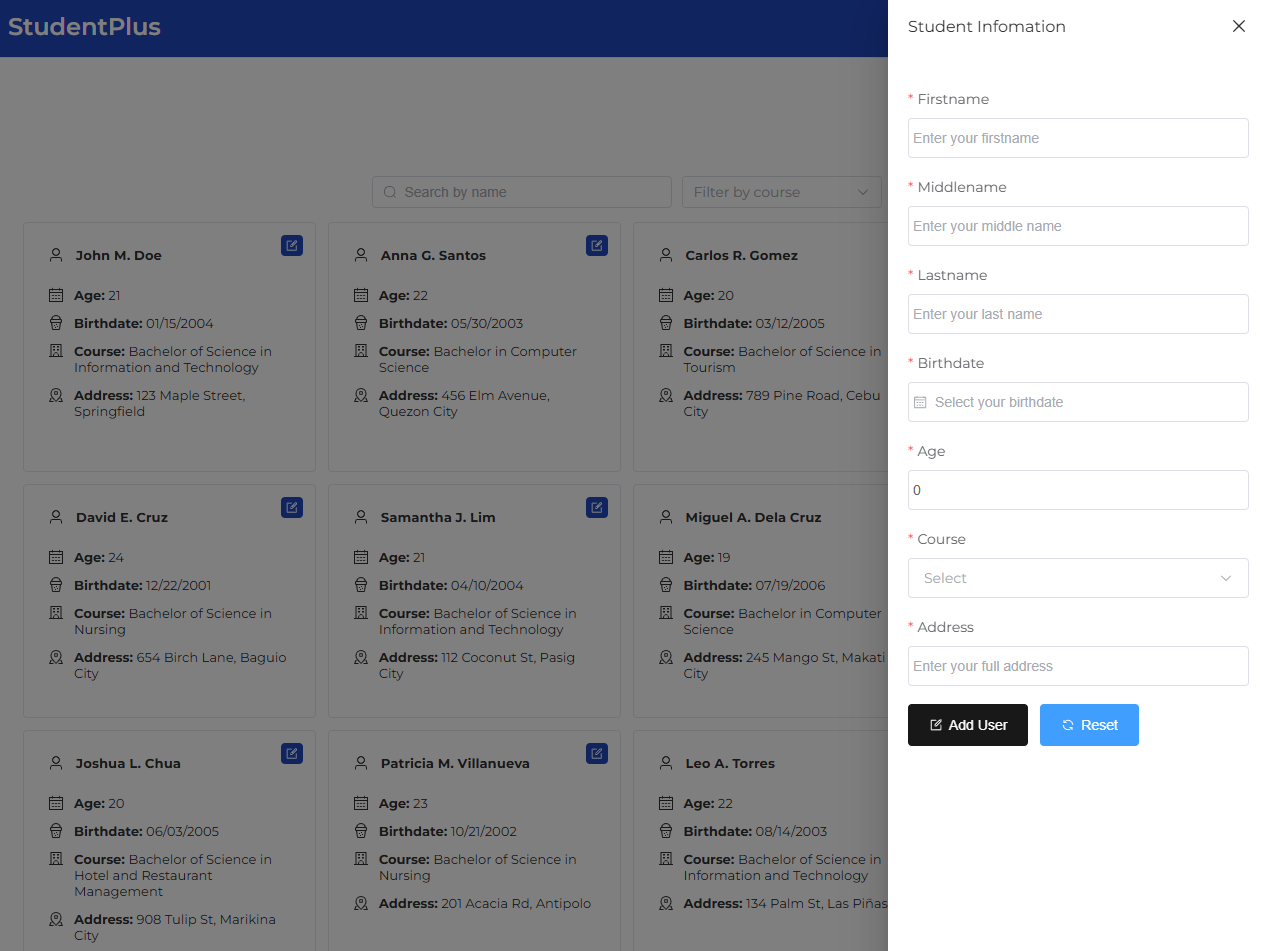 StudentPlus
Search by name
Filter by course
John M. Doe
Age: 21
Birthdate: 01/15/2004
Course: Bachelor of Science in
Information and Technology
Address: 123 Maple Street,
Springfield
Anna G. Santos
Age: 22
Birthdate: 05/30/2003
Course: Bachelor in Computer
Science
Address: 456 Elm Avenue,
Quezon City
Carlos R. Gomez
Age: 20
Birthdate: 03/12/2005
Course: Bachelor of Science in
Tourism
Address: 789 Pine Road, Cebu
City
David E. Cruz
Age: 24
Birthdate: 12/22/2001
Course: Bachelor of Science in
Nursing
Address: 654 Birch Lane, Baguio
City
Samantha J. Lim
Age: 21
Birthdate: 04/10/2004
Course: Bachelor of Science in
Information and Technology
Address: 112 Coconut St, Pasig
City
Miguel A. Dela Cruz
Age: 19
Birthdate: 07/19/2006
Course: Bachelor in Computer
Science
Address: 245 Mango St, Makati
City
Joshua L. Chua
Age: 20
Birthdate: 06/03/2005
Course: Bachelor of Science in
Hotel and Restaurant
Management
Address: 908 Tulip St, Marikina
City
Patricia M. Villanueva
Age: 23
Birthdate: 10/21/2002
Course: Bachelor of Science in
Nursing
Address: 201 Acacia Rd, Antipolo
Leo A. Torres
Age: 22
Birthdate: 08/14/2003
Course: Bachelor of Science in
Information and Technology
Address: 134 Palm St, Las Piñas
Student Infomation
* Firstname
Enter your firstname
* Middlename
Enter your middle name
* Lastname
Enter your last name
* Birthdate
Select your birthdate
* Age
0
* Course
Select
* Address
Enter your full address
Add User
Reset